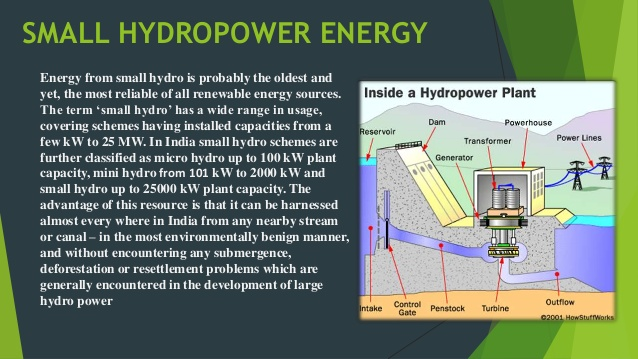 SMALL HYDROPOWER ENERGY
Energy from small hydro is probably the oldest and
yet, the most reliable of all renewable energy sources.
The term ‘small hydro’ has a wide range in usage,
covering schemes having installed capacities from a
few kW to 25 MW. In India small hydro schemes are
further classified as micro hydro up to 100 kW plant
capacity, mini hydro from 101 kW to 2000 kW and
small hydro up to 25000 kW plant capacity. The
advantage of this resource is that it can be harnessed
almost every where in India from any nearby stream
or canal – in the most environmentally benign manner,
and without encountering any submergence,
deforestation or resettlement problems which are
generally encountered in the development of large
hydro power
Inside a Hydropower Plant
Reservoir
Dam
Powerhouse
Transformer
Power Lines
Generator
Intake
Control
Gate
Penstock
Turbine
Outflow
©2001 HowStuffWorks